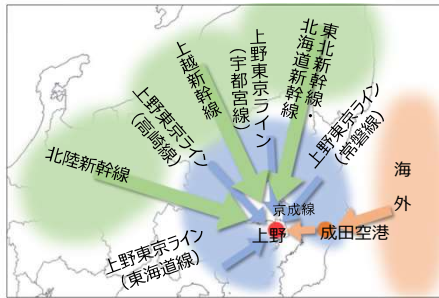 東北新幹線・
北海道新幹線
上野東京ライン
(宇都宮線)
上越新幹線
上野東京ライン
(高崎線)
上野東京ライン
(常磐線)
北陸新幹線
海外
京成線
上野
成田空港
上野東京ライン
(東海道線)